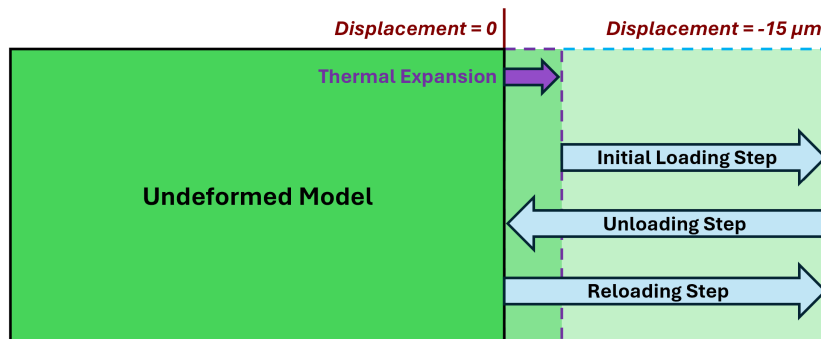 Displacement = 0
Displacement = -15 µm
Thermal Expansion
Initial Loading Step
Undeformed Model
Unloading Step
Reloading Step